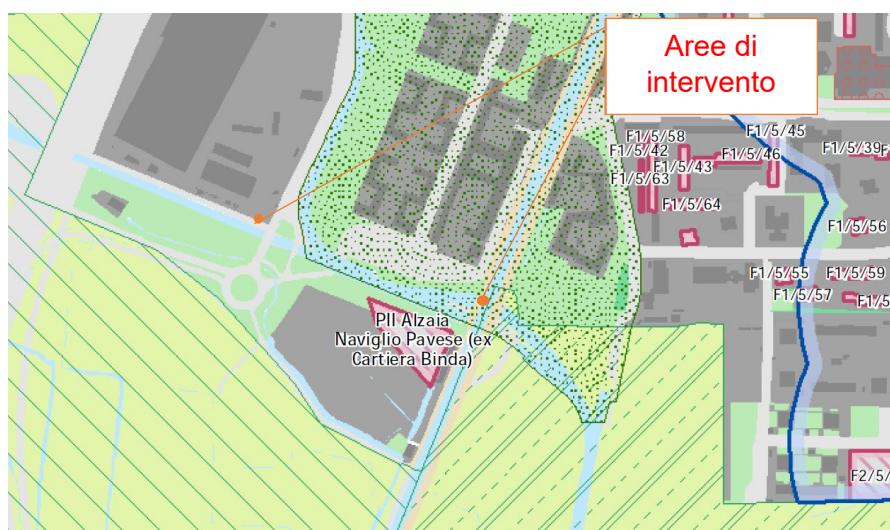 Aree di
intervento
F1/5/45
F1/5/58
F1/5/42
F1/5/46
F1/5/39
F1/5/43
F1/5/63
F1/5/64
F1/5/56
F1/5/55
F1/5/59
F1/5/57
PII Alzaia
Naviglio Pavese (ex
Cartiera Binda)
F2/5/